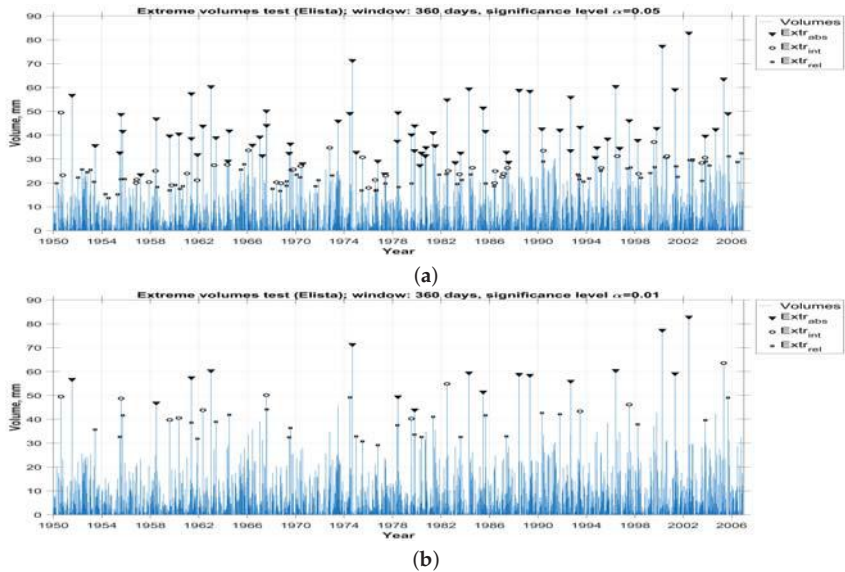 Extreme volumes test (Elista); window: 360 days, significance level α=0.05
Volume, mm
90
80
70
60
50
40
30
20
10
0
1950 1954 1958 1962 1966 1970 1974 1978 1982 1986 1990 1994 1998 2002 2006
Year
Volumes
Extr_abs
Extr_int
Extr_rel
(a)
Extreme volumes test (Elista); window: 360 days, significance level α=0.01
Volume, mm
90
80
70
60
50
40
30
20
10
0
1950 1954 1958 1962 1966 1970 1974 1978 1982 1986 1990 1994 1998 2002 2006
Year
Volumes
Extr_abs
Extr_int
Extr_rel
(b)